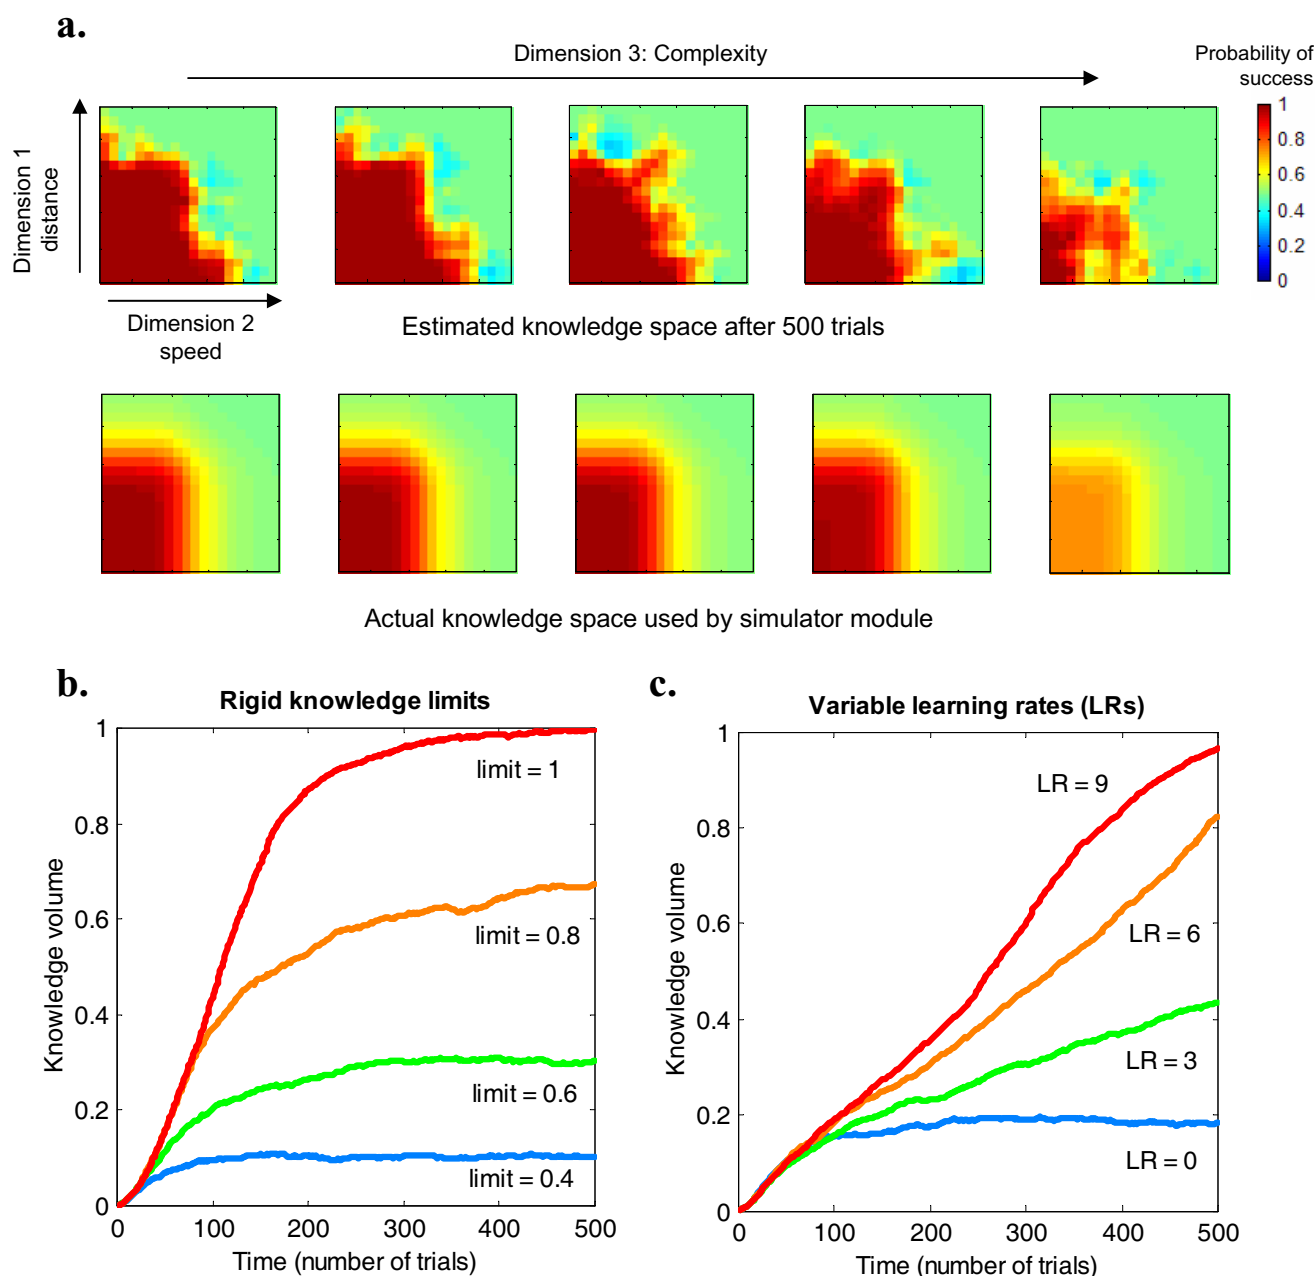 a.
Dimension 3: Complexity
Probability of
success
Dimension 1
distance
1
0.8
0.6
0.4
0.2
0
Dimension 2
speed
Estimated knowledge space after 500 trials
Actual knowledge space used by simulator module
b.
Rigid knowledge limits
Knowledge volume
1
0.8
0.6
0.4
0.2
0
limit = 1
limit = 0.8
limit = 0.6
limit = 0.4
0 100 200 300 400 500
Time (number of trials)
c.
Variable learning rates (LRs)
Knowledge volume
1
0.8
0.6
0.4
0.2
0
LR = 9
LR = 6
LR = 3
LR = 0
0 100 200 300 400 500
Time (number of trials)